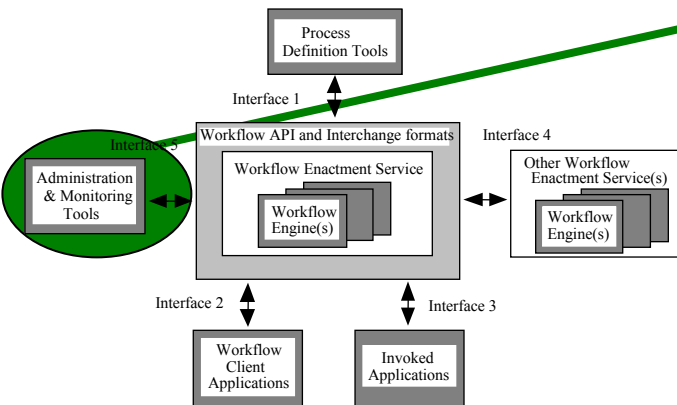 Process
Definition Tools
Interface 1
Workflow API and Interchange formats
Interface 4
Interface 5
Workflow Enactment Service
Other Workflow
Enactment Service(s)
Administration
& Monitoring
Tools
Workflow
Engine(s)
Workflow
Engine(s)
Interface 2
Interface 3
Workflow
Client
Applications
Invoked
Applications